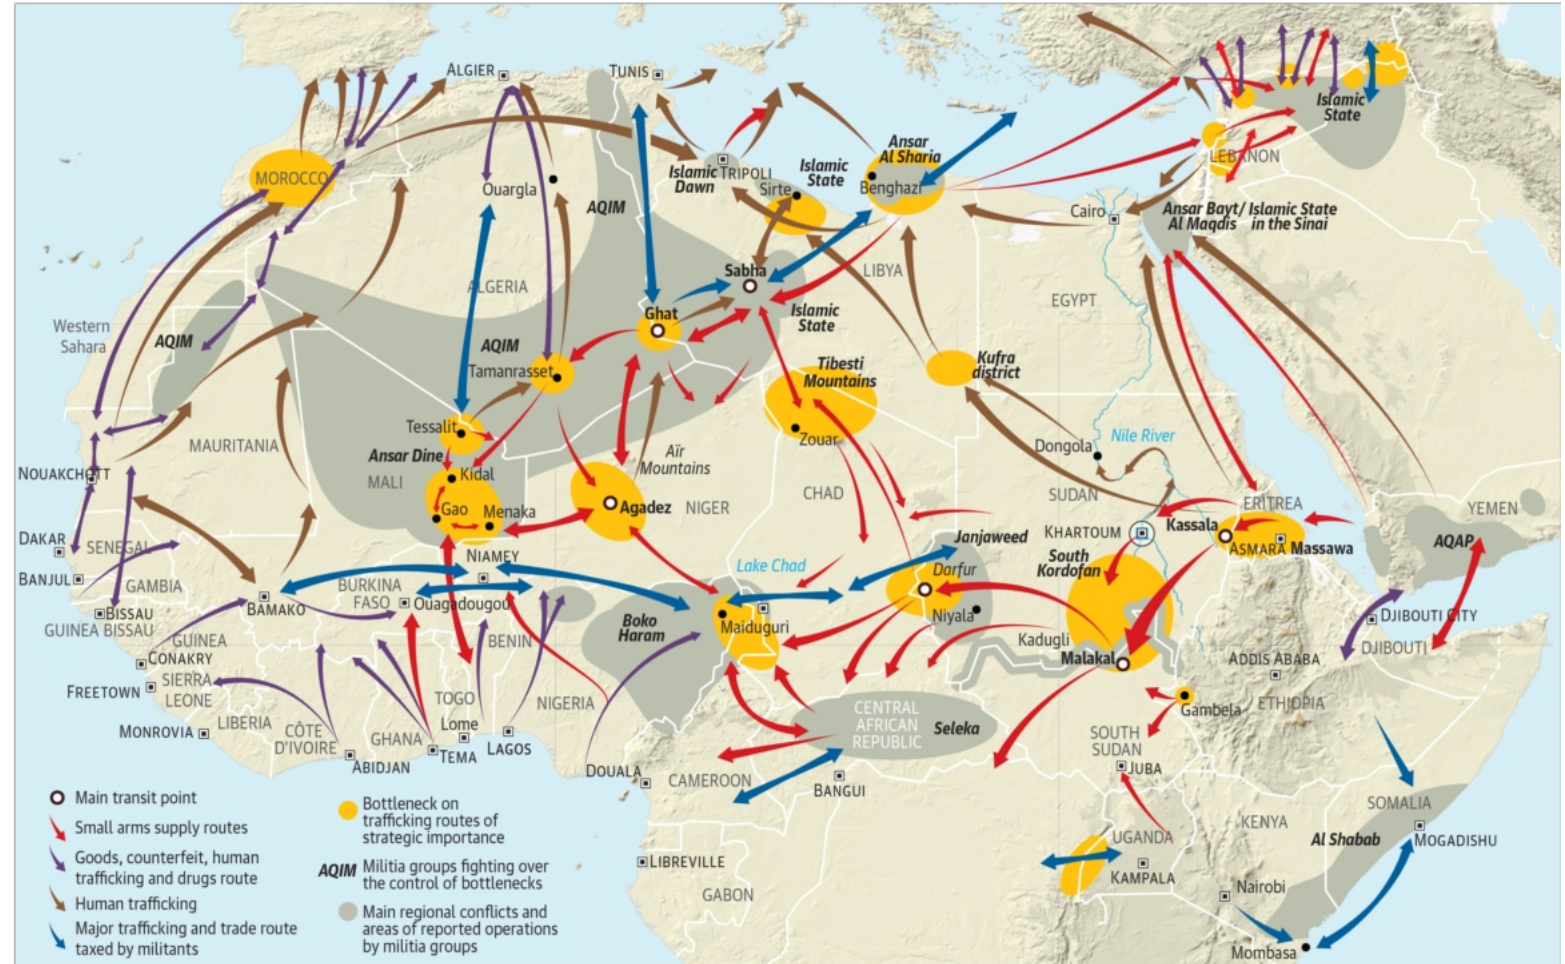 ALGIER
TUNIS
Islamic
State
MOROCCO
Ouargla
AQIM
Islamic
Dawn
TRIPOLI
Sirte
Islamic
State
Ansar
Al Sharia
Benghazi
LEBANON
Cairo
Ansar Bayt/
Al Maqdis
Islamic State
in the Sinai
ALGERIA
Sabha
LIBYA
EGYPT
Western
Sahara
AQIM
Ghat
Islamic
State
AQIM
Tamanrasset
Tibesti
Mountains
Kufra
district
Tessalit
Zouar
Dongola
Nile River
MAURITANIA
Ansar Dine
Aïr
Mountains
NOUAKCHOTT
Kidal
MALI
Gao
Menaka
Agadez
NIGER
CHAD
SUDAN
ERITREA
YEMEN
KHARTOUM
Kassala
DAKAR
SENEGAL
NIAMEY
Janjaweed
South
Kordofan
ASMARA
Massawa
AQAP
BANJUL
GAMBIA
BURKINA
FASO
Lake Chad
Darfur
BISSAU
GUINEA BISSAU
BAMAKO
Ouagadougou
Boko
Haram
Maiduguri
Niyala
DJIBOUTI CITY
GUINEA
BENIN
Kadugli
DJIBOUTI
CONAKRY
Malakal
ADDIS ABABA
SIERRA
LEONE
FREETOWN
TOGO
NIGERIA
CENTRAL
AFRICAN
REPUBLIC
Seleka
Gambela
ETHIOPIA
MONROVIA
LIBERIA
CÔTE
D'IVOIRE
GHANA
Lome
LAGOS
SOUTH
SUDAN
ABIDJAN
TEMA
DOUALA
CAMEROON
BANGUI
JUBA
SOMALIA
UGANDA
KENYA
Al Shabab
MOGADISHU
LIBREVILLE
KAMPALA
GABON
Nairobi
Mombasa
Main transit point
Small arms supply routes
Goods, counterfeit, human
trafficking and drugs route
Human trafficking
Major trafficking and trade route
taxed by militants
Bottleneck on
trafficking routes of
strategic importance
AQIM
Militia groups fighting over
the control of bottlenecks
Main regional conflicts and
areas of reported operations
by militia groups